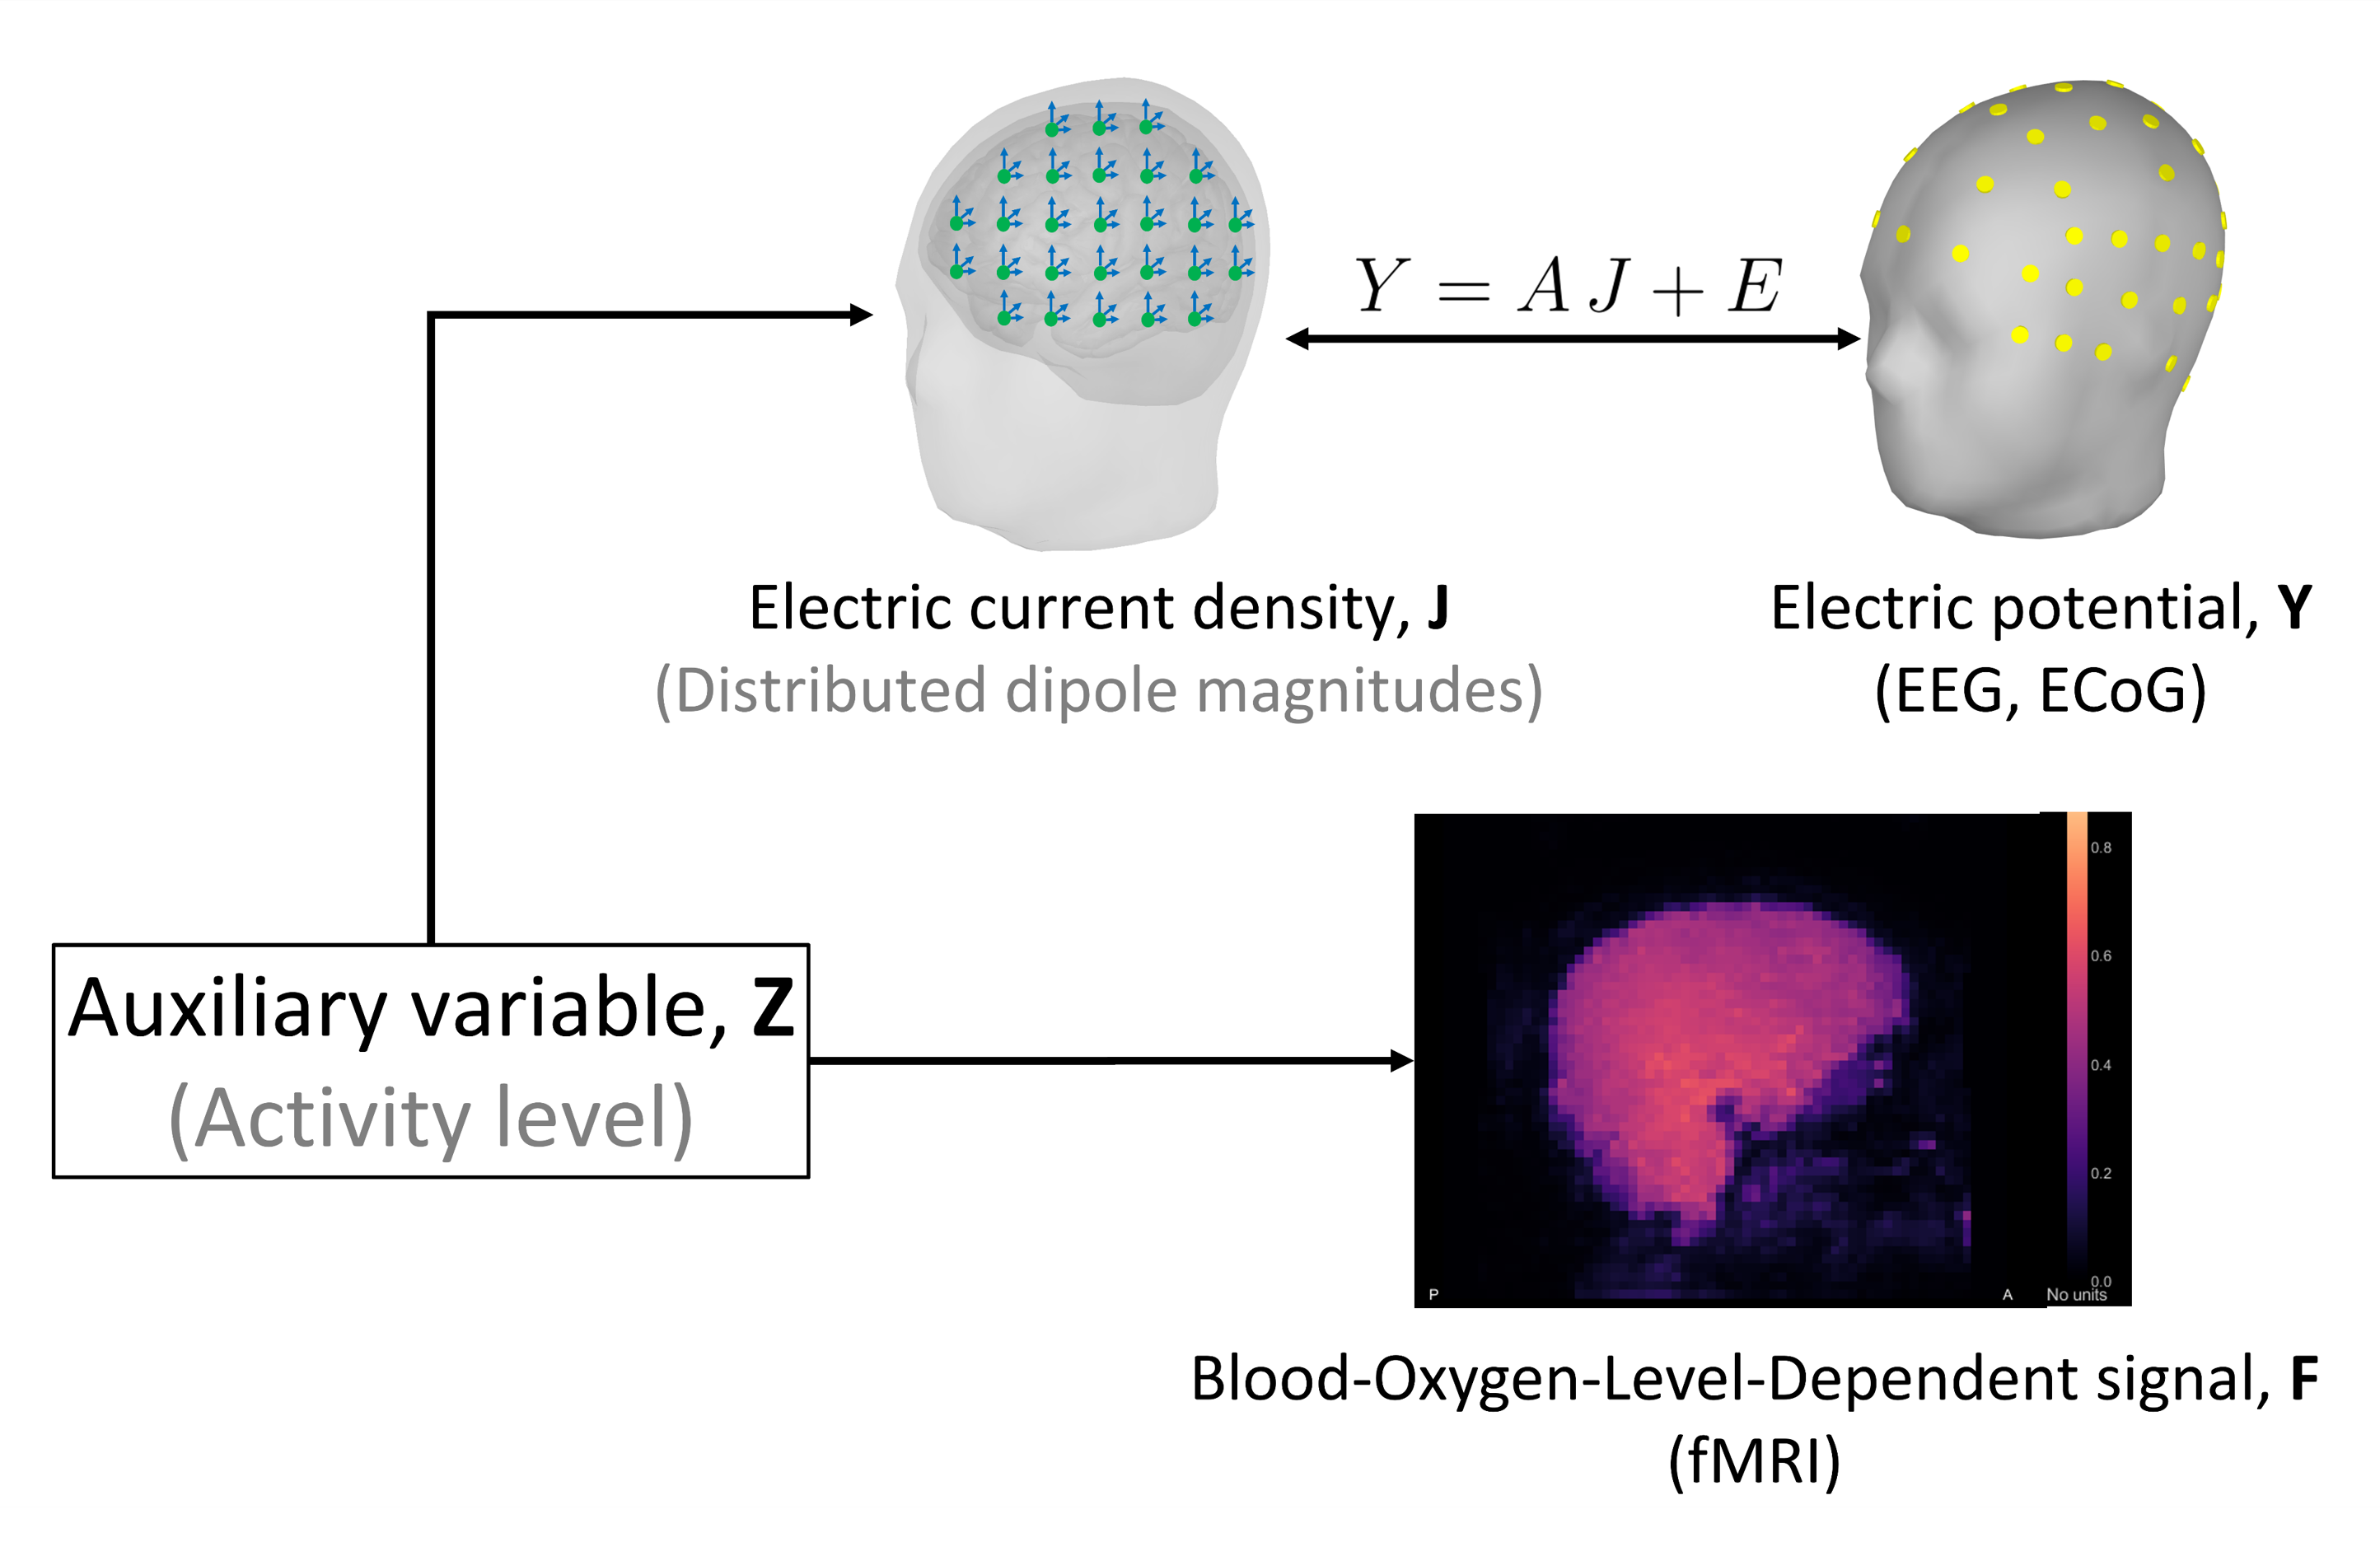 Y = A J + E
Electric current density, J
(Distributed dipole magnitudes)
Electric potential, Y
(EEG, ECoG)
Auxiliary variable, Z
(Activity level)
0.8
0.6
0.4
0.2
0.0
P
A
No units
Blood-Oxygen-Level-Dependent signal, F
(fMRI)